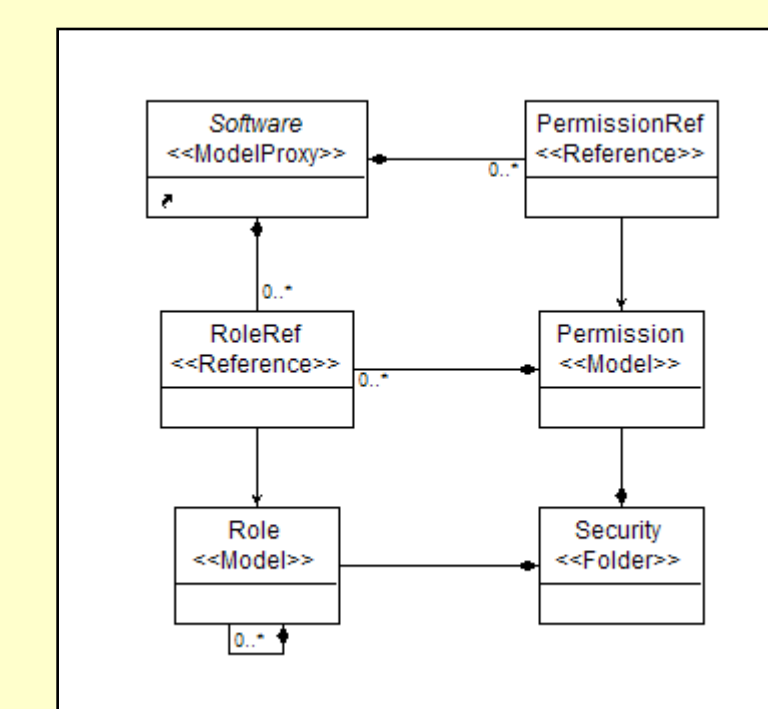 Software
<<ModelProxy>>
PermissionRef
<<Reference>>
0..*
0..*
RoleRef
<<Reference>>
Permission
<<Model>>
0..*
Role
<<Model>>
Security
<<Folder>>
0..*